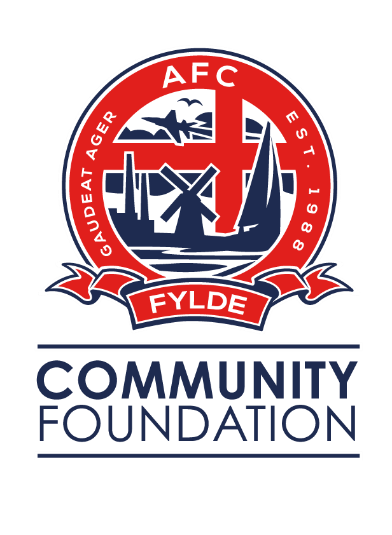 AFC
GAUDEAT AGER
EST. 1988
FYLDE
COMMUNITY
FOUNDATION